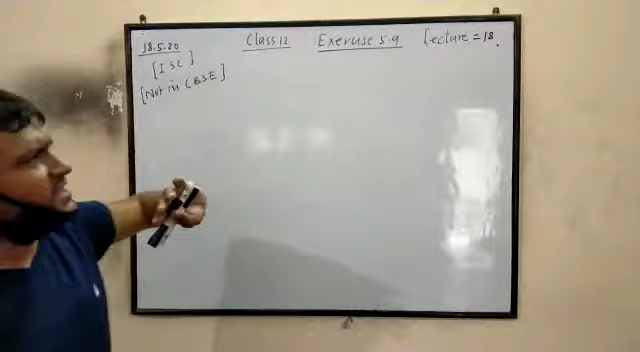 18.5.20 Class 12 Exercise 5.9 Lecture = 18.
[ISC]
[Not in CBSE]